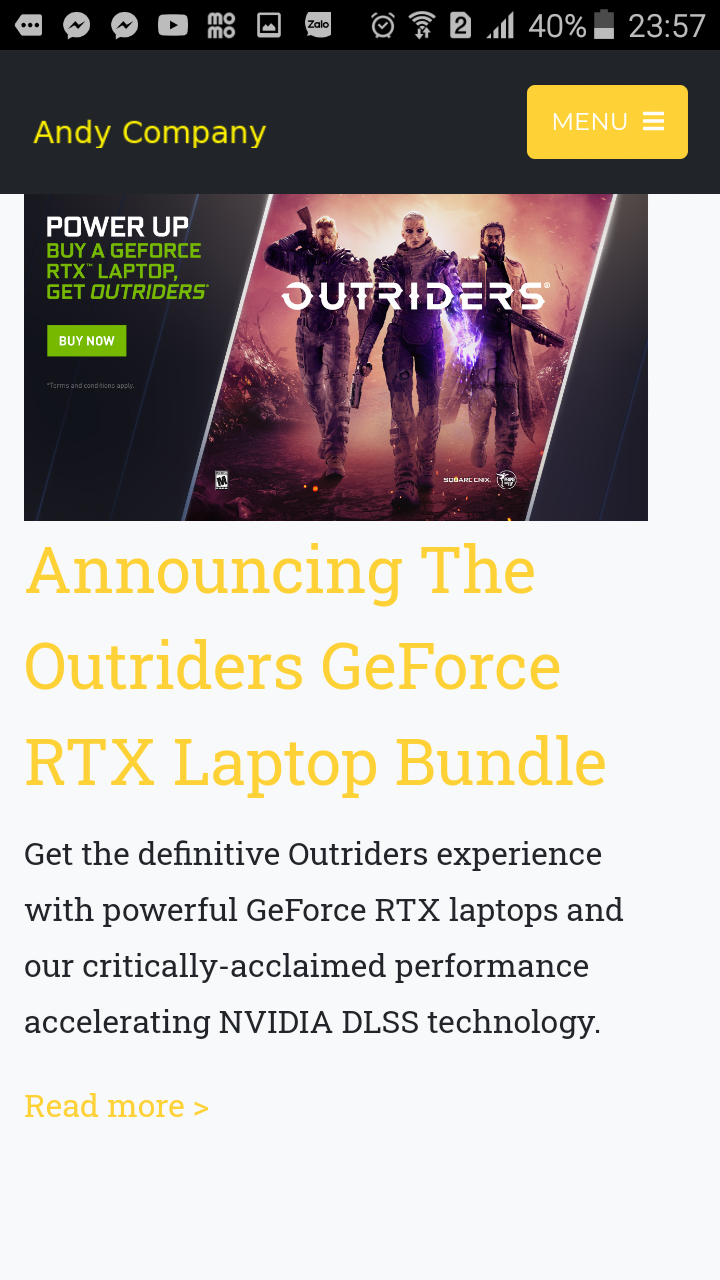 momo
Zalo
2
40%
23:57
Andy Company
MENU
POWER UP
BUY A GEFORCE
RTX™ LAPTOP,
GET OUTRIDERS*
BUY NOW
*Terms and conditions apply.
OUTRIDERS®
M
SQUARE ENIX
Announcing The
Outriders GeForce
RTX Laptop Bundle
Get the definitive Outriders experience
with powerful GeForce RTX laptops and
our critically-acclaimed performance
accelerating NVIDIA DLSS technology.
Read more >